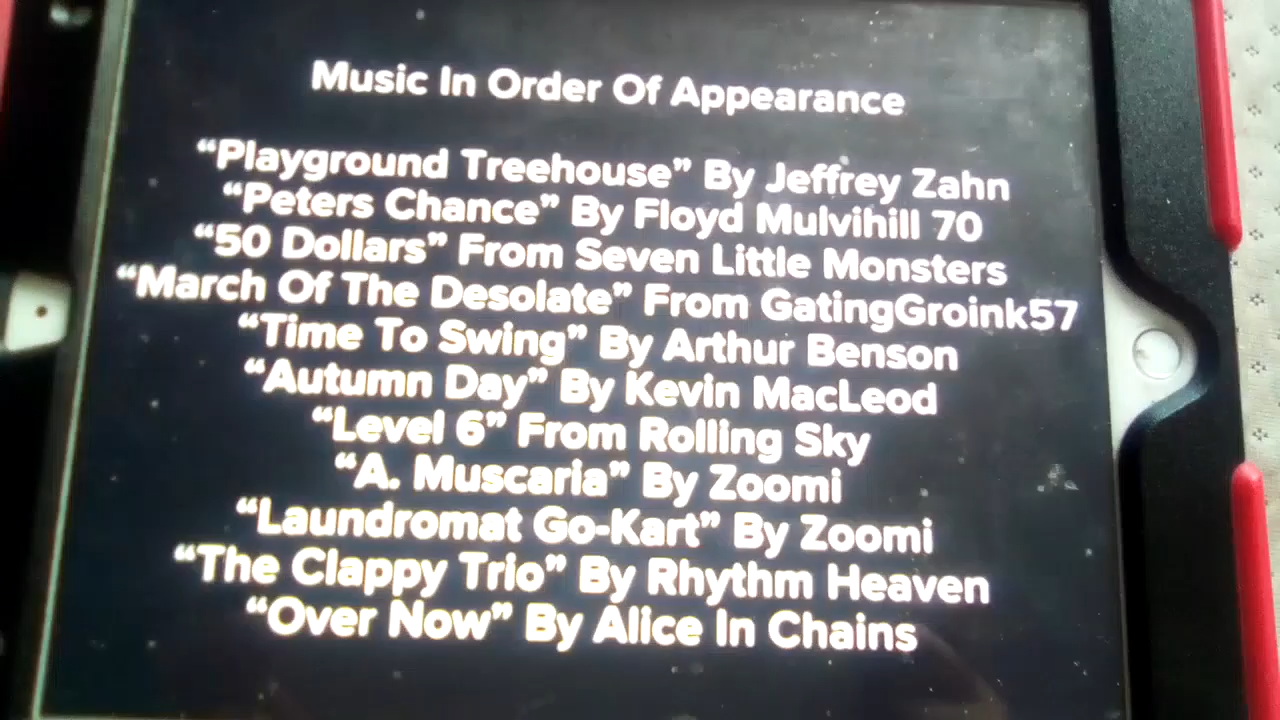 Music In Order Of Appearance
“Playground Treehouse” By Jeffrey Zahn
“Peters Chance” By Floyd Mulvihill 70
“50 Dollars” From Seven Little Monsters
“March Of The Desolate” From GatingGroink57
“Time To Swing” By Arthur Benson
“Autumn Day” By Kevin MacLeod
“Level 6” From Rolling Sky
“A. Muscaria” By Zoomi
“Laundromat Go-Kart” By Zoomi
“The Clappy Trio” By Rhythm Heaven
“Over Now” By Alice In Chains